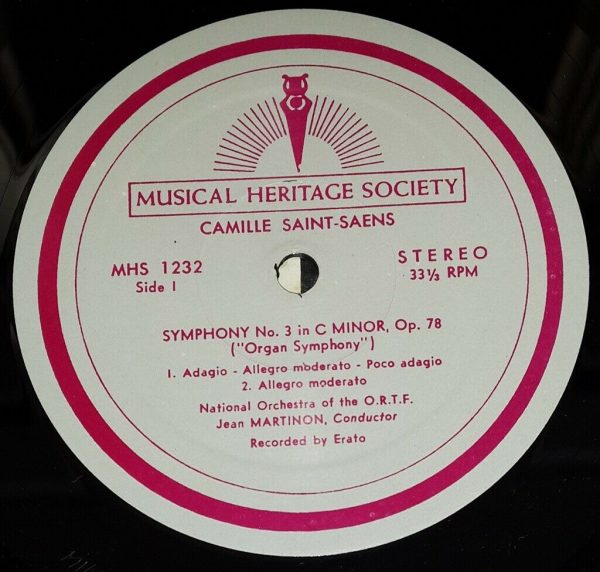 MUSICAL HERITAGE SOCIETY
CAMILLE SAINT-SAENS
MHS 1232
Side I
STEREO
33⅓ RPM
SYMPHONY No. 3 in C MINOR, Op. 78
("Organ Symphony")
1. Adagio - Allegro moderato - Poco adagio
2. Allegro moderato
National Orchestra of the O.R.T.F.
Jean MARTINON, Conductor
Recorded by Erato